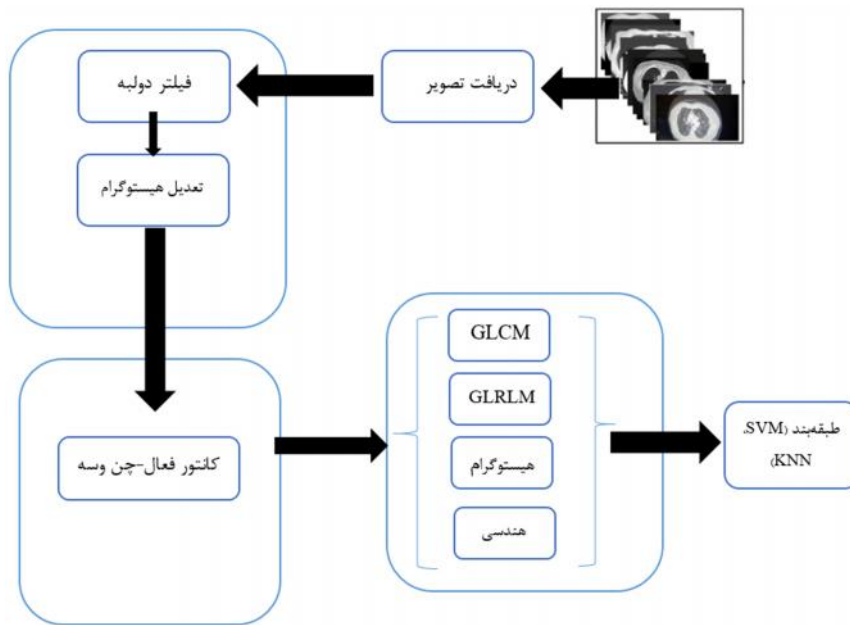 دریافت تصویر
فیلتر دولبه
تعدیل هیستوگرام
کانتور فعال-چن وسه
GLCM
GLRLM
هیستوگرام
هندسی
طبقه‌بند (SVM،
KNN)